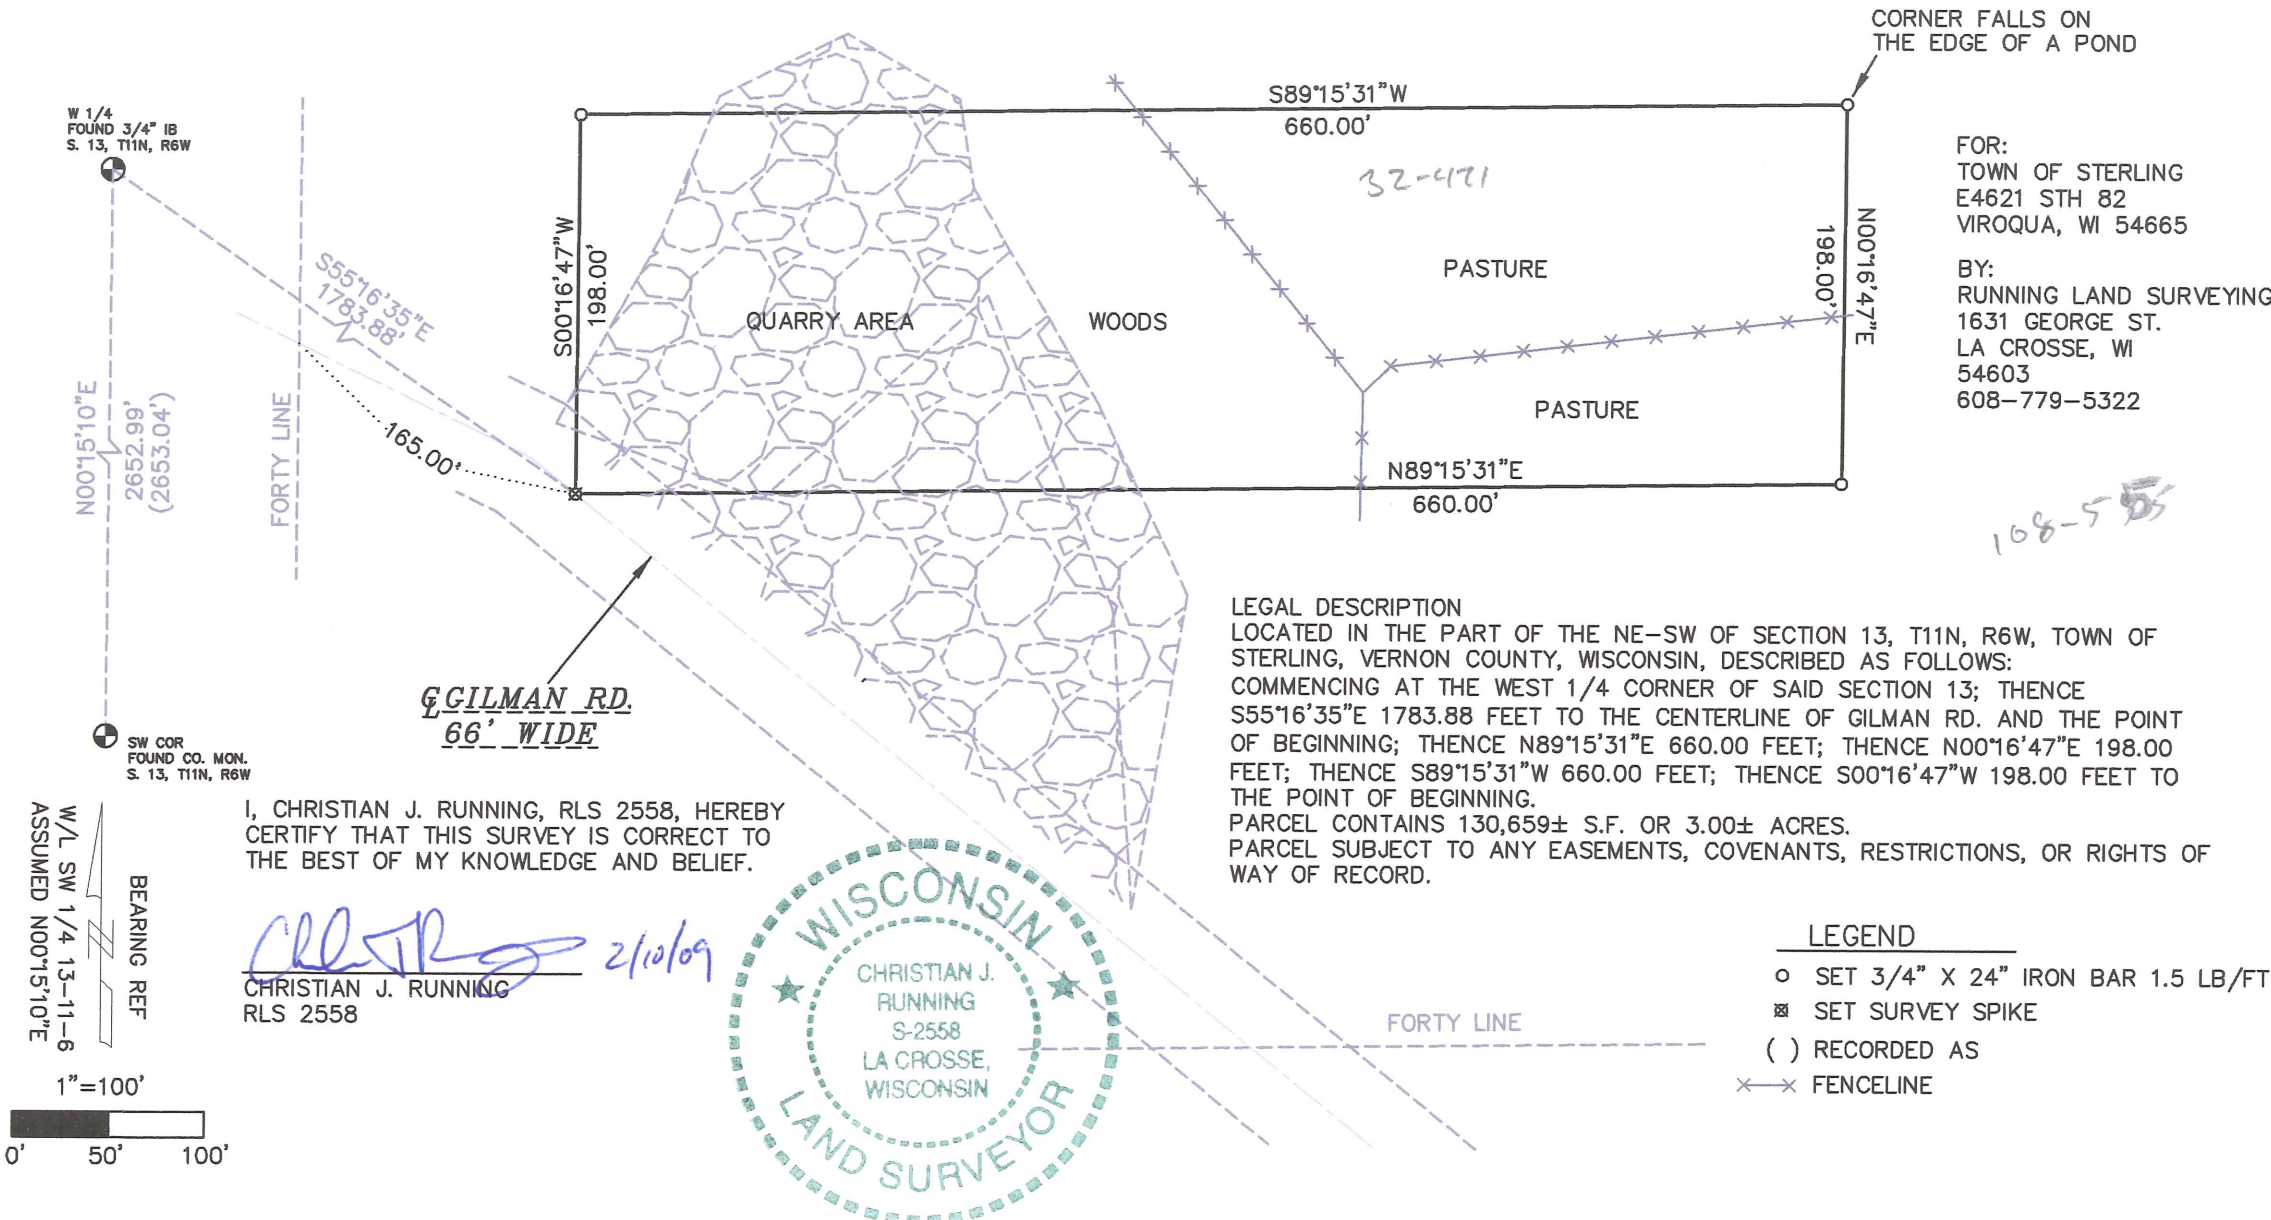 CORNER FALLS ON
THE EDGE OF A POND
W 1/4
FOUND 3/4" IB
S. 13, T11N, R6W
S89°15'31"W
660.00'
32-471
FOR:
TOWN OF STERLING
E4621 STH 82
VIROQUA, WI 54665
BY:
RUNNING LAND SURVEYING
1631 GEORGE ST.
LA CROSSE, WI
54603
608-779-5322
S55°16'35"E
1783.88'
S00°16'47"W
198.00'
N00°16'47"E
198.00'
QUARRY AREA
WOODS
PASTURE
PASTURE
N00°15'10"E
2652.99'
(2653.04')
FORTY LINE
165.00'
N89°15'31"E
660.00'
℄ GILMAN RD.
66' WIDE
SW COR
FOUND CO. MON.
S. 13, T11N, R6W
LEGAL DESCRIPTION
LOCATED IN THE PART OF THE NE-SW OF SECTION 13, T11N, R6W, TOWN OF
STERLING, VERNON COUNTY, WISCONSIN, DESCRIBED AS FOLLOWS:
COMMENCING AT THE WEST 1/4 CORNER OF SAID SECTION 13; THENCE
S55°16'35"E 1783.88 FEET TO THE CENTERLINE OF GILMAN RD. AND THE POINT
OF BEGINNING; THENCE N89°15'31"E 660.00 FEET; THENCE N00°16'47"E 198.00
FEET; THENCE S89°15'31"W 660.00 FEET; THENCE S00°16'47"W 198.00 FEET TO
THE POINT OF BEGINNING.
PARCEL CONTAINS 130,659± S.F. OR 3.00± ACRES.
PARCEL SUBJECT TO ANY EASEMENTS, COVENANTS, RESTRICTIONS, OR RIGHTS OF
WAY OF RECORD.
I, CHRISTIAN J. RUNNING, RLS 2558, HEREBY
CERTIFY THAT THIS SURVEY IS CORRECT TO
THE BEST OF MY KNOWLEDGE AND BELIEF.
2/10/09
CHRISTIAN J. RUNNING
RLS 2558
BEARING REF
W/L SW 1/4 13-11-6
ASSUMED N00°15'10"E
1"=100'
0' 50' 100'
WISCONSIN
CHRISTIAN J.
RUNNING
S-2558
LA CROSSE,
WISCONSIN
LAND SURVEYOR
FORTY LINE
LEGEND
SET 3/4" X 24" IRON BAR 1.5 LB/FT
SET SURVEY SPIKE
( ) RECORDED AS
FENCELINE